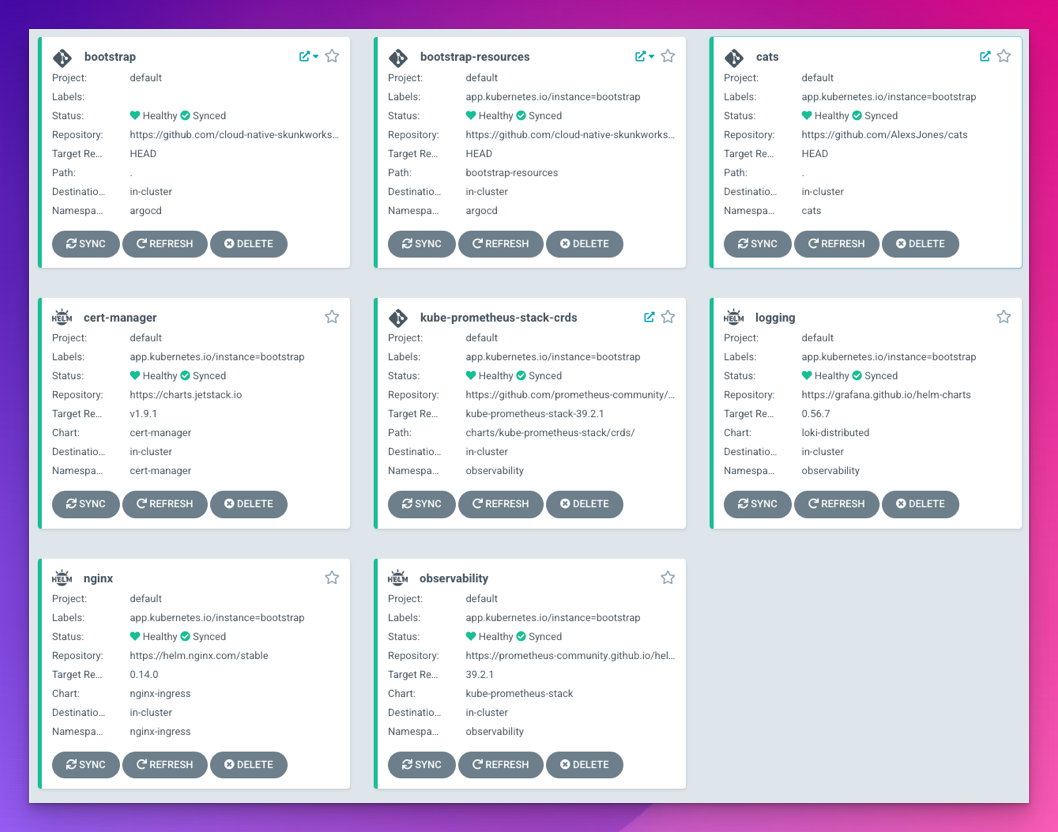 bootstrap
Project: default
Labels:
Status: Healthy Synced
Repository: https://github.com/cloud-native-skunkworks...
Target Re... HEAD
Path: .
Destinatio... in-cluster
Namespa... argocd
SYNC REFRESH DELETE
bootstrap-resources
Project: default
Labels: app.kubernetes.io/instance=bootstrap
Status: Healthy Synced
Repository: https://github.com/cloud-native-skunkworks...
Target Re... HEAD
Path: bootstrap-resources
Destinatio... in-cluster
Namespa... argocd
SYNC REFRESH DELETE
cats
Project: default
Labels: app.kubernetes.io/instance=bootstrap
Status: Healthy Synced
Repository: https://github.com/AlexsJones/cats
Target Re... HEAD
Path: .
Destinatio... in-cluster
Namespa... cats
SYNC REFRESH DELETE
HELM cert-manager
Project: default
Labels: app.kubernetes.io/instance=bootstrap
Status: Healthy Synced
Repository: https://charts.jetstack.io
Target Re... v1.9.1
Chart: cert-manager
Destinatio... in-cluster
Namespa... cert-manager
SYNC REFRESH DELETE
kube-prometheus-stack-crds
Project: default
Labels: app.kubernetes.io/instance=bootstrap
Status: Healthy Synced
Repository: https://github.com/prometheus-community/...
Target Re... kube-prometheus-stack-39.2.1
Path: charts/kube-prometheus-stack/crds/
Destinatio... in-cluster
Namespa... observability
SYNC REFRESH DELETE
HELM logging
Project: default
Labels: app.kubernetes.io/instance=bootstrap
Status: Healthy Synced
Repository: https://grafana.github.io/helm-charts
Target Re... 0.56.7
Chart: loki-distributed
Destinatio... in-cluster
Namespa... observability
SYNC REFRESH DELETE
HELM nginx
Project: default
Labels: app.kubernetes.io/instance=bootstrap
Status: Healthy Synced
Repository: https://helm.nginx.com/stable
Target Re... 0.14.0
Chart: nginx-ingress
Destinatio... in-cluster
Namespa... nginx-ingress
SYNC REFRESH DELETE
HELM observability
Project: default
Labels: app.kubernetes.io/instance=bootstrap
Status: Healthy Synced
Repository: https://prometheus-community.github.io/hel...
Target Re... 39.2.1
Chart: kube-prometheus-stack
Destinatio... in-cluster
Namespa... observability
SYNC REFRESH DELETE